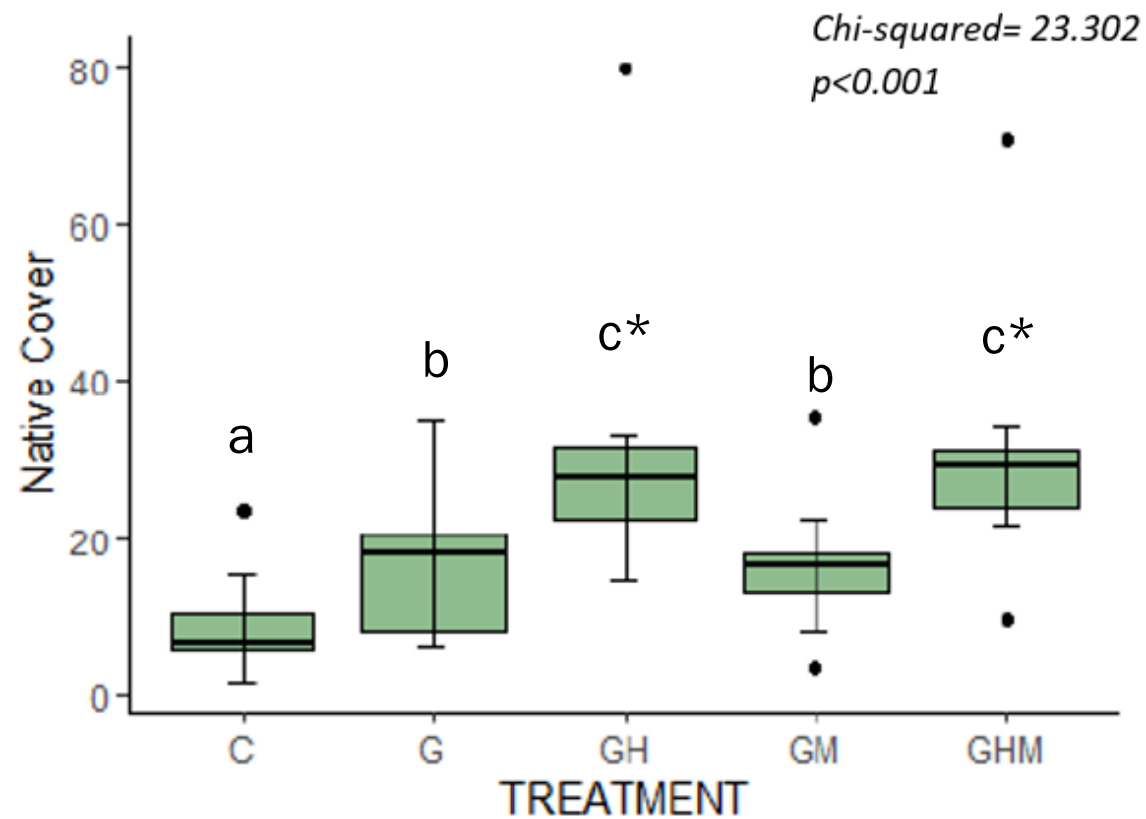 Chi-squared= 23.302
p<0.001
80
60
40
20
0
Native Cover
a
b
c*
b
c*
C G GH GM GHM
TREATMENT